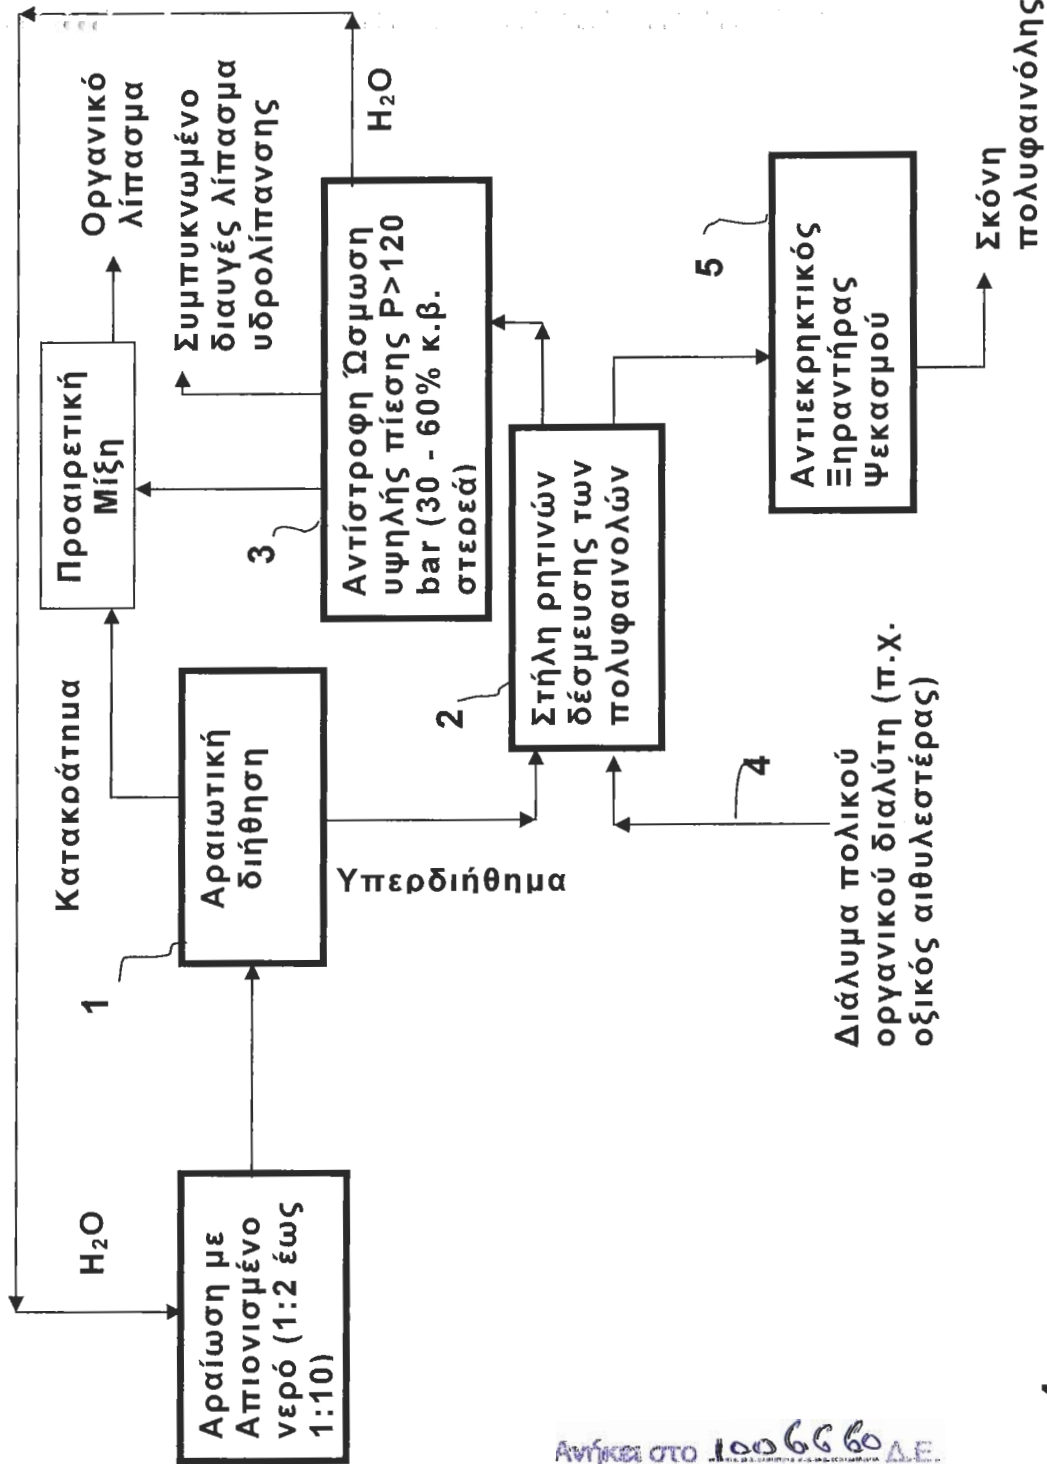 H₂O
Αραίωση με
Απιονισμένο
νερό (1:2 έως
1:10)
1
Κατακράτημα
Αραιωτική
διήθηση
Υπερδιήθημα
Προαιρετική
Μίξη
Οργανικό
λίπασμα
Συμπυκνωμένο
διαυγές λίπασμα
υδρολίπανσης
3
Αντίστροφη Ώσμωση
υψηλής πίεσης P>120
bar (30 - 60% κ.β.
στερεά)
H₂O
2
Στήλη ρητινών
δέσμευσης των
πολυφαινολών
4
Διάλυμα πολικού
οργανικού διαλύτη (π.χ.
οξικός αιθυλεστέρας)
5
Αντιεκρηκτικός
Ξηραντήρας
Ψεκασμού
Σκόνη
πολυφαινόλης
Ανήκει στο 1006660 Δ.Ε.